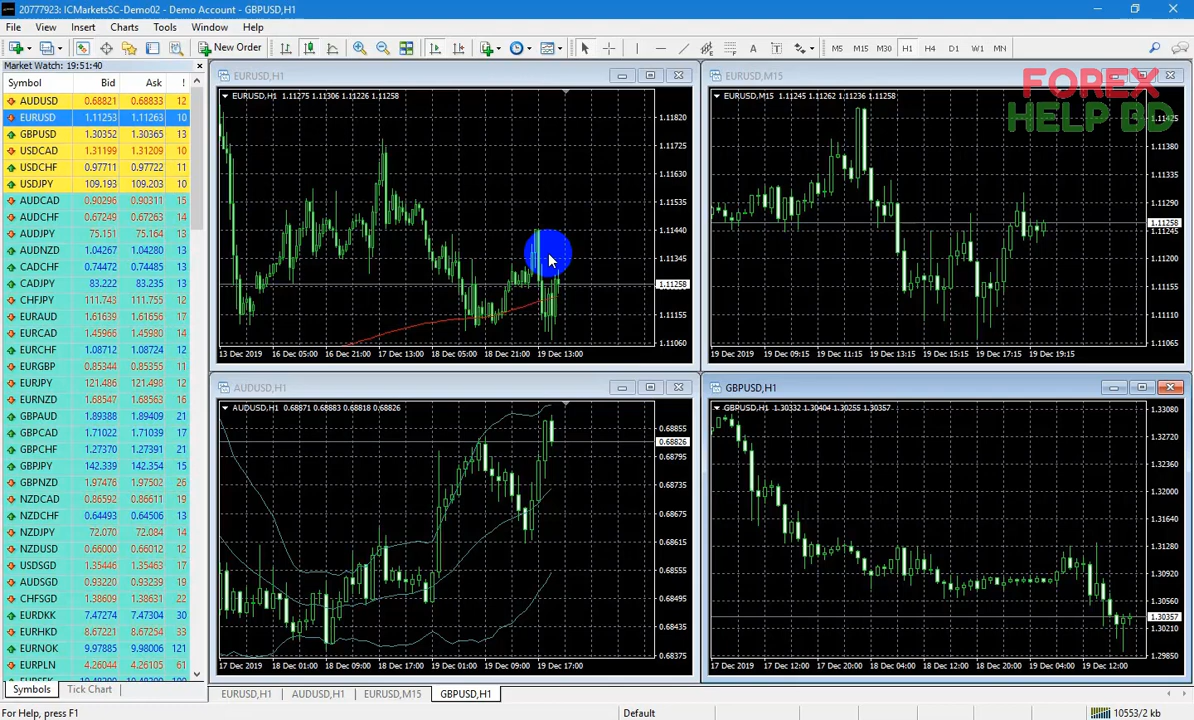 20777923: ICMarketsSC-Demo02 - Demo Account - GBPUSD,H1
File View Insert Charts Tools Window Help
New Order
M5 M15 M30 H1 H4 D1 W1 MN
Market Watch: 19:51:40
Symbol Bid Ask !
AUDUSD 0.68821 0.68833 12
EURUSD 1.11253 1.11263 10
GBPUSD 1.30352 1.30365 13
USDCAD 1.31199 1.31209 10
USDCHF 0.97711 0.97722 11
USDJPY 109.193 109.203 10
AUDCAD 0.90296 0.90311 15
AUDCHF 0.67249 0.67263 14
AUDJPY 75.151 75.164 13
AUDNZD 1.04267 1.04280 13
CADCHF 0.74472 0.74485 13
CADJPY 83.222 83.235 13
CHFJPY 111.743 111.755 12
EURAUD 1.61639 1.61656 17
EURCAD 1.45966 1.45980 14
EURCHF 1.08712 1.08724 12
EURGBP 0.85344 0.85355 11
EURJPY 121.486 121.498 12
EURNZD 1.68547 1.68563 16
GBPAUD 1.89388 1.89409 21
GBPCAD 1.71022 1.71039 17
GBPCHF 1.27370 1.27391 21
GBPJPY 142.339 142.354 15
GBPNZD 1.97476 1.97502 26
NZDCAD 0.86592 0.86611 19
NZDCHF 0.64493 0.64506 13
NZDJPY 72.070 72.084 14
NZDUSD 0.66000 0.66012 12
USDSGD 1.35446 1.35463 17
AUDSGD 0.93220 0.93239 19
CHFSGD 1.38609 1.38631 22
EURDKK 7.47274 7.47304 30
EURHKD 8.67221 8.67254 33
EURNOK 9.97885 9.98006 121
EURPLN 4.26044 4.26105 61
Symbols Tick Chart
EURUSD,H1
EURUSD,H1 1.11275 1.11306 1.11226 1.11258
1.11820
1.11725
1.11630
1.11535
1.11440
1.11345
1.11258
1.11155
1.11060
13 Dec 2019 16 Dec 05:00 16 Dec 21:00 17 Dec 13:00 18 Dec 05:00 18 Dec 21:00 19 Dec 13:00
EURUSD,M15
FOREX
HELP BD
EURUSD,M15 1.11245 1.11262 1.11236 1.11258
1.11425
1.11380
1.11335
1.11290
1.11258
1.11245
1.11200
1.11155
1.11110
1.11065
19 Dec 2019 19 Dec 09:15 19 Dec 11:15 19 Dec 13:15 19 Dec 15:15 19 Dec 17:15 19 Dec 19:15
AUDUSD,H1
AUDUSD,H1 0.68871 0.68883 0.68818 0.68826
0.68855
0.68826
0.68795
0.68735
0.68675
0.68615
0.68555
0.68495
0.68435
0.68375
17 Dec 2019 18 Dec 01:00 18 Dec 09:00 18 Dec 17:00 19 Dec 01:00 19 Dec 09:00 19 Dec 17:00
GBPUSD,H1
GBPUSD,H1 1.30332 1.30404 1.30255 1.30357
1.33080
1.32720
1.32360
1.32000
1.31640
1.31280
1.30920
1.30560
1.30357
1.30210
1.29850
17 Dec 2019 17 Dec 12:00 17 Dec 20:00 18 Dec 04:00 18 Dec 12:00 18 Dec 20:00 19 Dec 04:00 19 Dec 12:00
EURUSD,H1 AUDUSD,H1 EURUSD,M15 GBPUSD,H1
For Help, press F1
Default
10553/2 kb